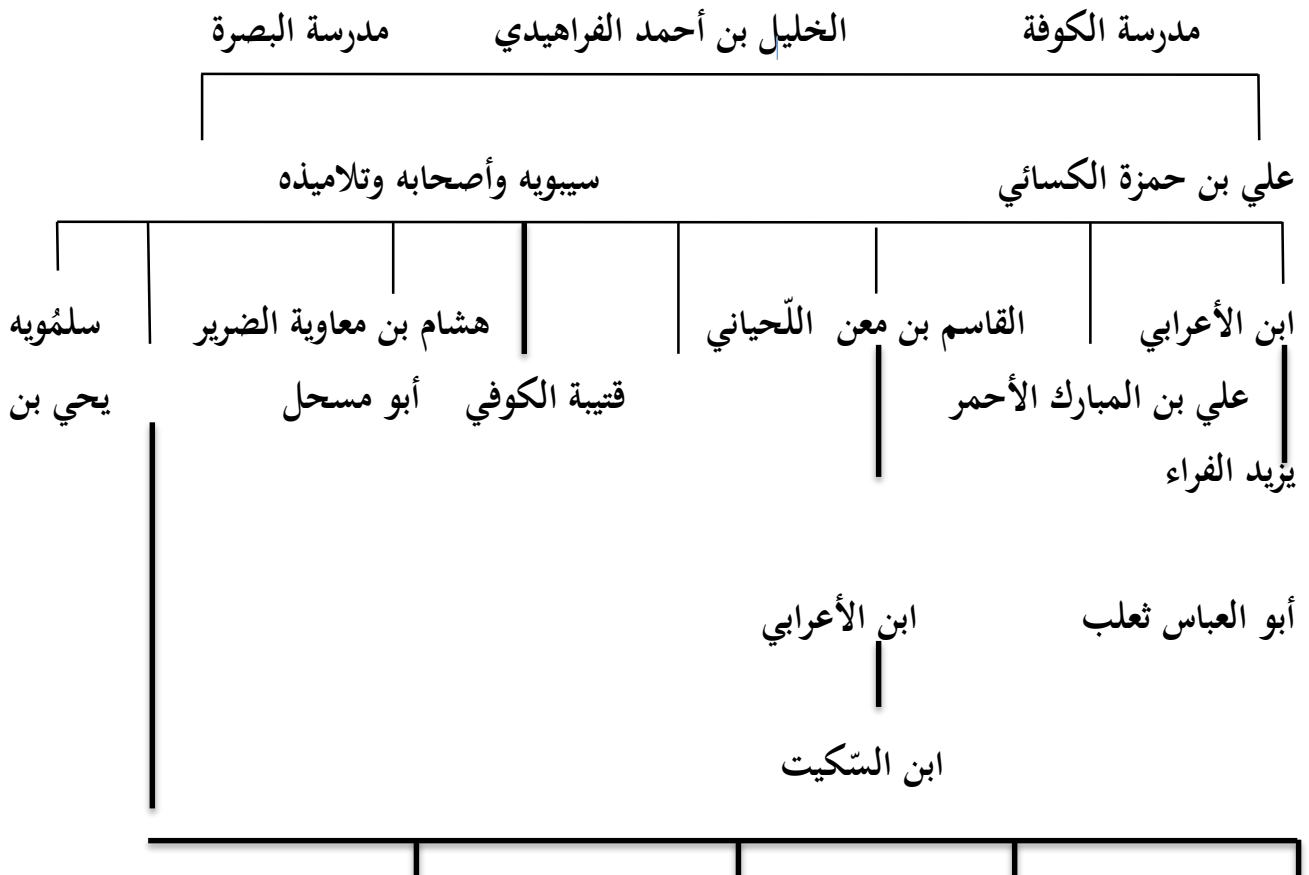 مدرسة الكوفة الخليل بن أحمد الفراهيدي مدرسة البصرة
علي بن حمزة الكسائي سيبويه وأصحابه وتلاميذه
ابن الأعرابي القاسم بن معن اللّحياني هشام بن معاوية الضرير سلمُويه
علي بن المبارك الأحمر قتيبة الكوفي أبو مسحل يحي بن
يزيد الفراء
أبو العباس ثعلب ابن الأعرابي
ابن السّكيت